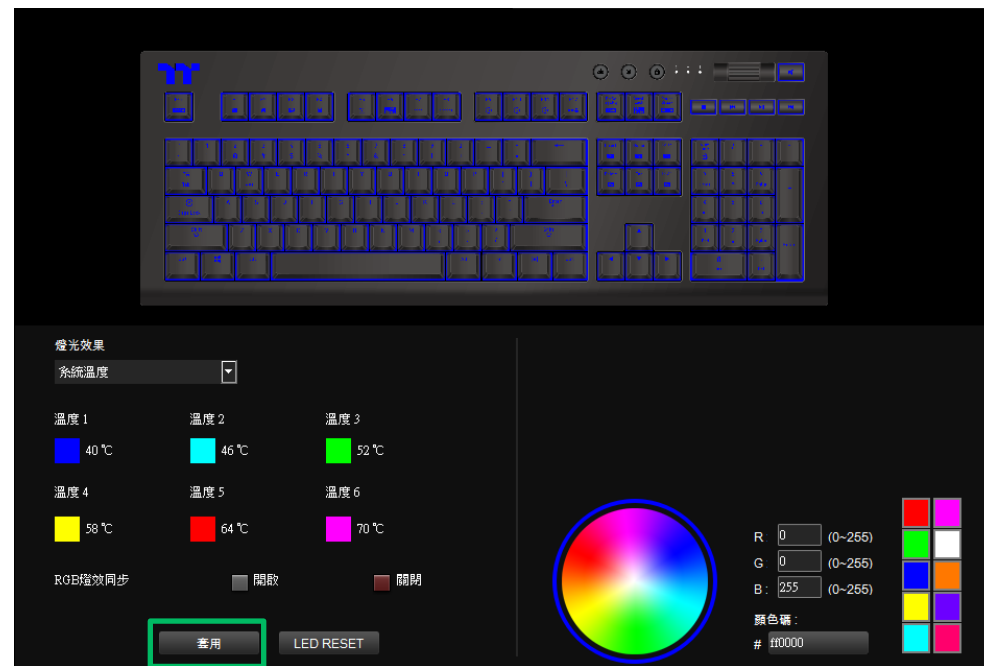 燈光效果
系統溫度
溫度 1 溫度 2 溫度 3
40 ℃ 46 ℃ 52 ℃
溫度 4 溫度 5 溫度 6
58 ℃ 64 ℃ 70 ℃
RGB燈效同步 開啟 關閉
套用 LED RESET
R 0 (0~255)
G 0 (0~255)
B : 255 (0~255)
顏色碼 :
# ff0000